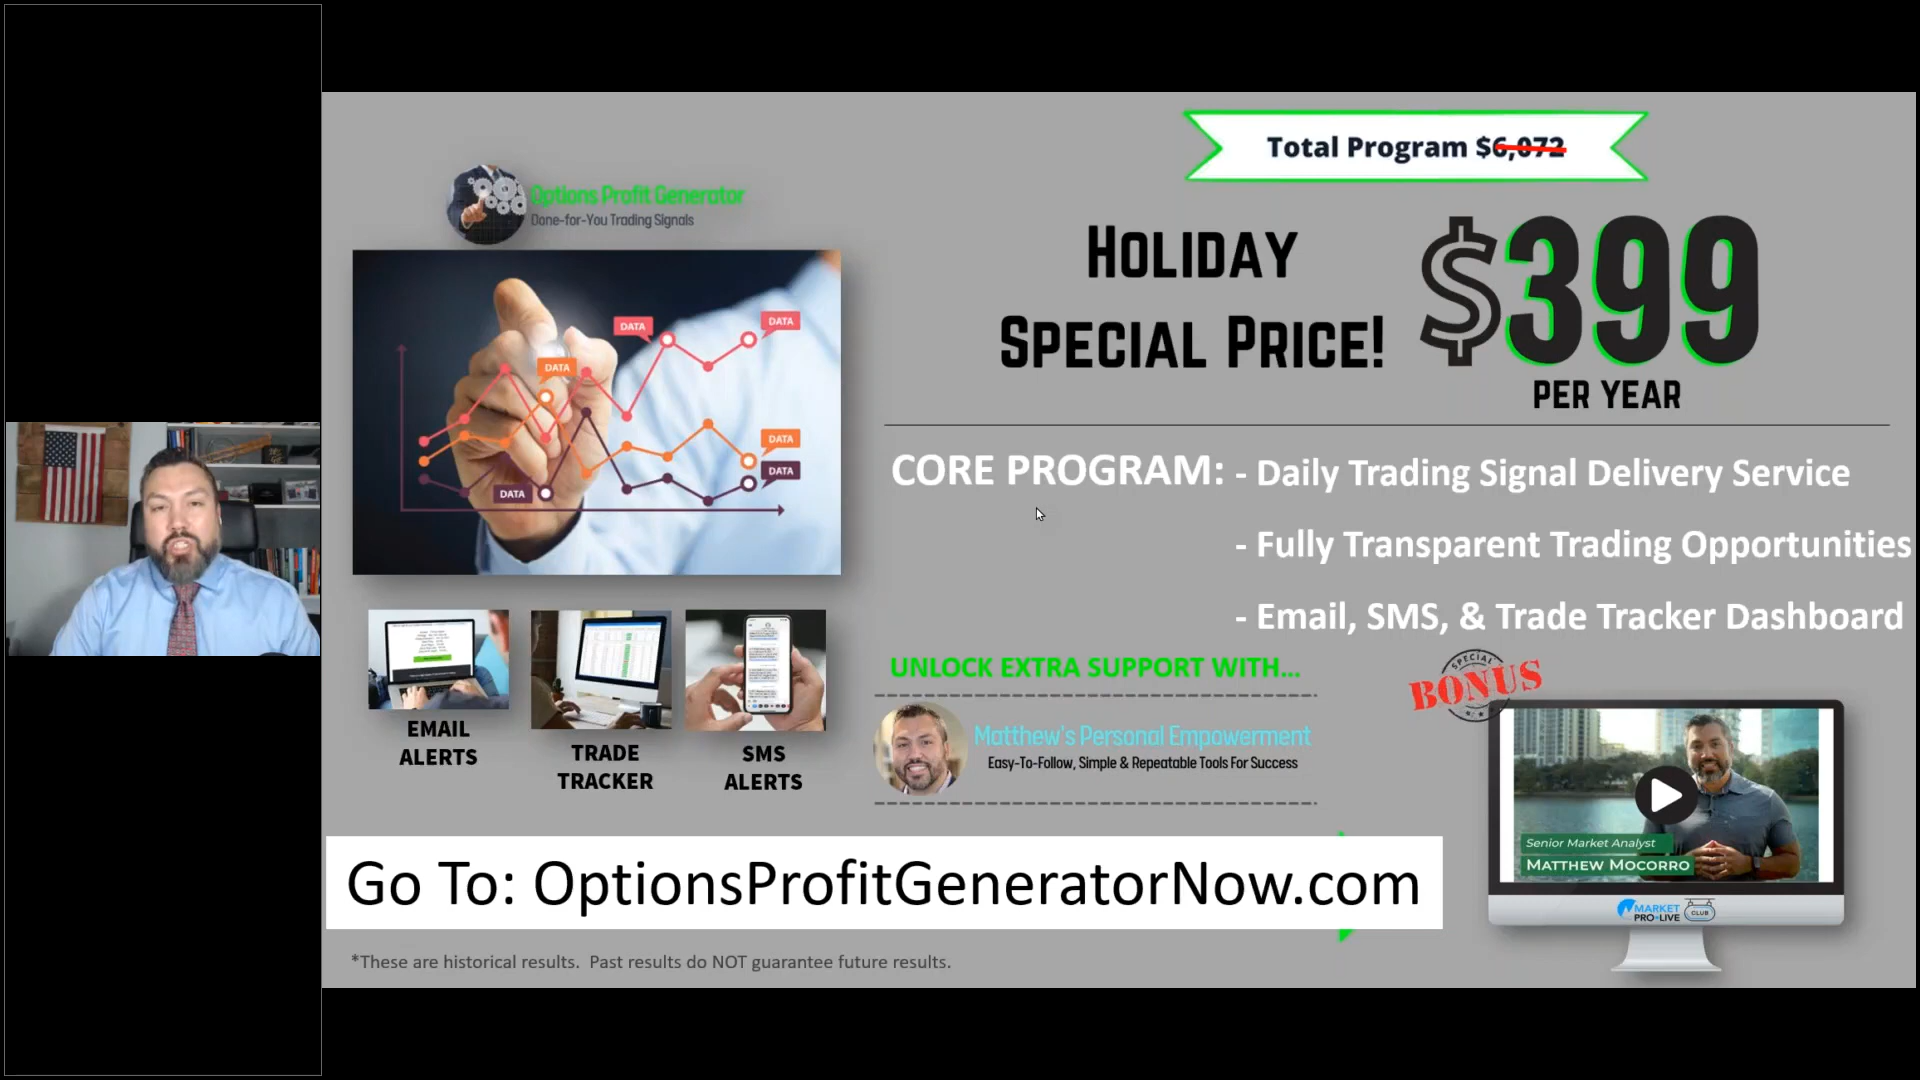 Total Program $6,072
Options Profit Generator
Done-for-You Trading Signals
HOLIDAY
SPECIAL PRICE!
$399
PER YEAR
DATA
DATA
DATA
DATA
DATA
DATA
CORE PROGRAM: - Daily Trading Signal Delivery Service
- Fully Transparent Trading Opportunities
- Email, SMS, & Trade Tracker Dashboard
EMAIL
ALERTS
TRADE
TRACKER
SMS
ALERTS
UNLOCK EXTRA SUPPORT WITH...
Matthew's Personal Empowerment
Easy-To-Follow, Simple & Repeatable Tools For Success
SPECIAL
BONUS
Senior Market Analyst
MATTHEW MOCORRO
MARKET
PRO-LIVE
CLUB
Go To: OptionsProfitGeneratorNow.com
*These are historical results. Past results do NOT guarantee future results.